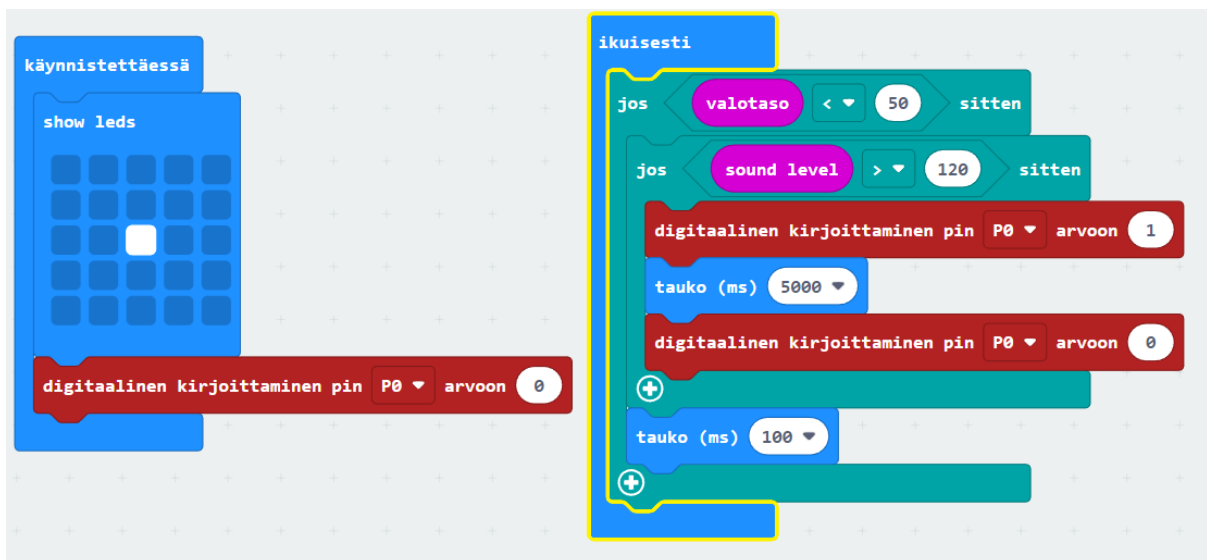 käynnistettäessä
show leds
digitaalinen kirjoittaminen pin P0 arvoon 0
ikuisesti
jos valotaso < 50 sitten
jos sound level > 120 sitten
digitaalinen kirjoittaminen pin P0 arvoon 1
tauko (ms) 5000
digitaalinen kirjoittaminen pin P0 arvoon 0
tauko (ms) 100